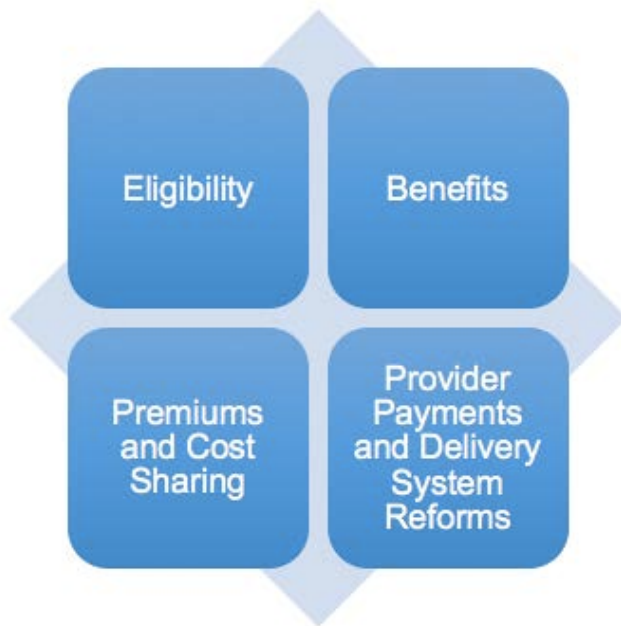 Eligibility
Benefits
Premiums
and Cost
Sharing
Provider
Payments
and Delivery
System
Reforms